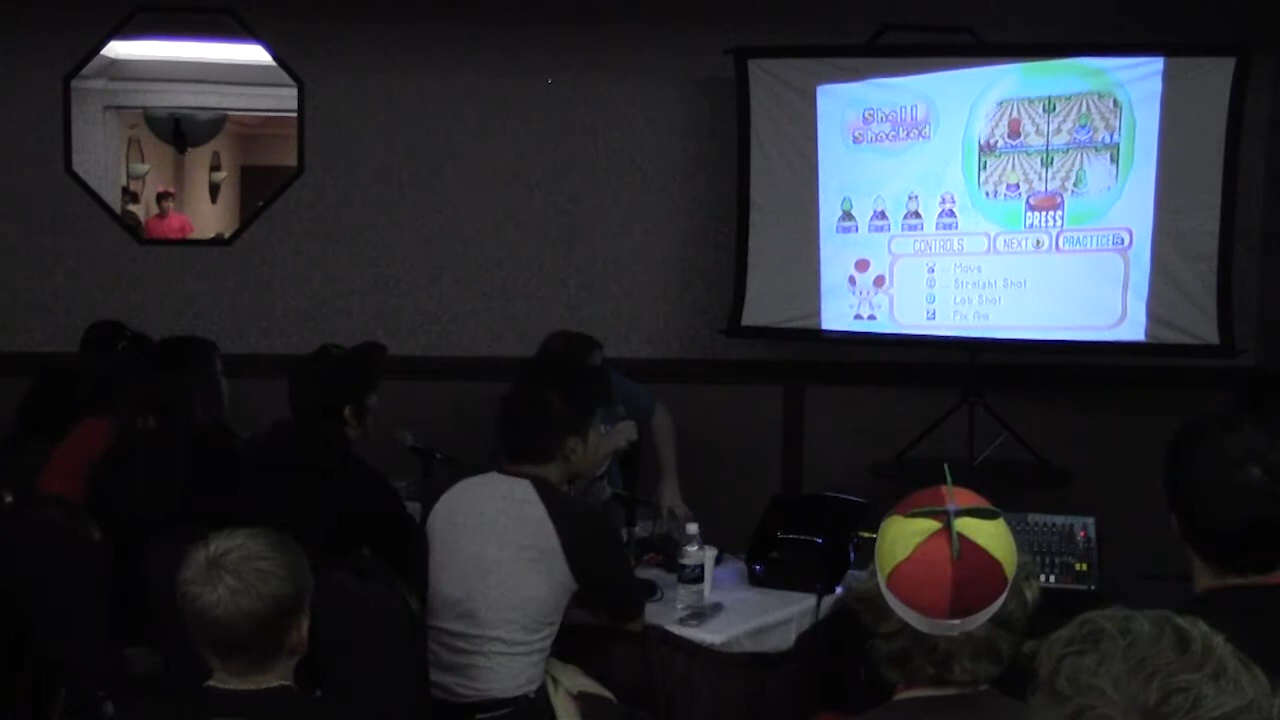 Shell
Shocked
PRESS
CONTROLS NEXT PRACTICE
Move
Straight Shot
Lob Shot
Fix Aim